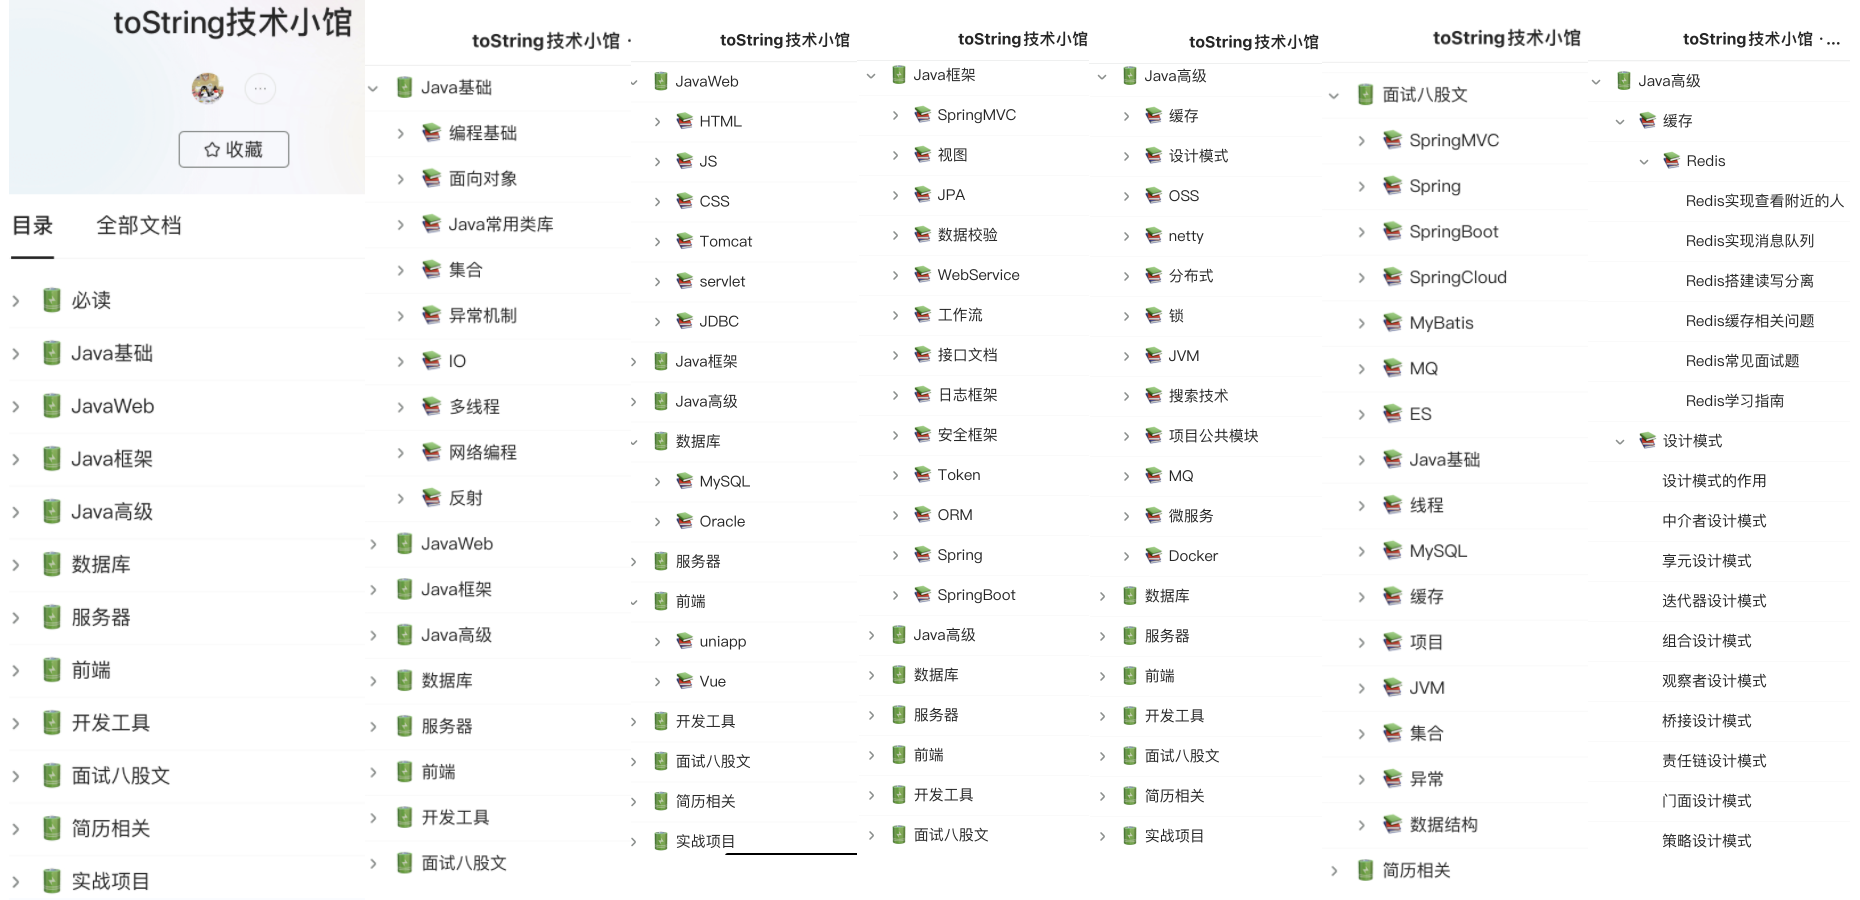 toString技术小馆
收藏
目录
全部文档
必读
Java基础
JavaWeb
Java框架
Java高级
数据库
服务器
前端
开发工具
面试八股文
简历相关
实战项目
toString技术小馆 ·
Java基础
编程基础
面向对象
Java常用类库
集合
异常机制
IO
多线程
网络编程
反射
JavaWeb
Java框架
Java高级
数据库
服务器
前端
开发工具
面试八股文
toString技术小馆
JavaWeb
HTML
JS
CSS
Tomcat
servlet
JDBC
Java框架
Java高级
数据库
MySQL
Oracle
服务器
前端
uniapp
Vue
开发工具
面试八股文
简历相关
实战项目
toString技术小馆
Java框架
SpringMVC
视图
JPA
数据校验
WebService
工作流
接口文档
日志框架
安全框架
Token
ORM
Spring
SpringBoot
Java高级
数据库
服务器
前端
开发工具
面试八股文
toString技术小馆
Java高级
缓存
设计模式
OSS
netty
分布式
锁
JVM
搜索技术
项目公共模块
MQ
微服务
Docker
数据库
服务器
前端
开发工具
面试八股文
简历相关
实战项目
toString技术小馆
面试八股文
SpringMVC
Spring
SpringBoot
SpringCloud
MyBatis
MQ
ES
Java基础
线程
MySQL
缓存
项目
JVM
集合
异常
数据结构
简历相关
toString技术小馆 · ...
Java高级
缓存
Redis
Redis实现查看附近的人
Redis实现消息队列
Redis搭建读写分离
Redis缓存相关问题
Redis常见面试题
Redis学习指南
设计模式
设计模式的作用
中介者设计模式
享元设计模式
迭代器设计模式
组合设计模式
观察者设计模式
桥接设计模式
责任链设计模式
门面设计模式
策略设计模式